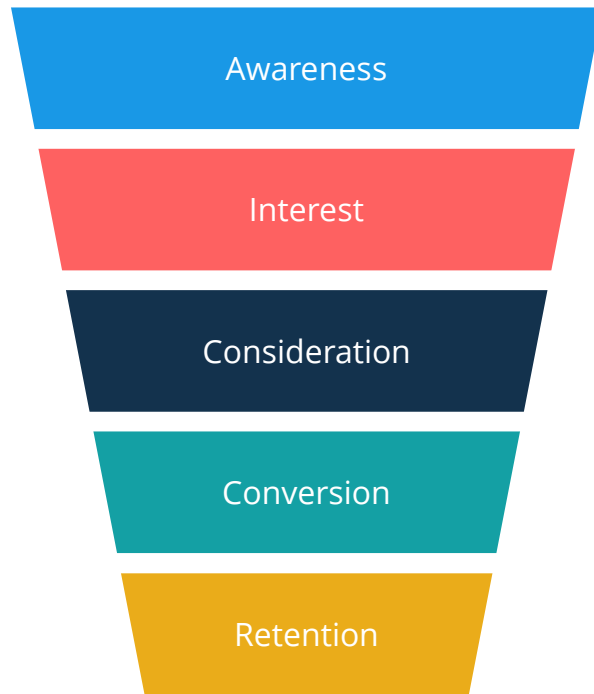 Awareness
Interest
Consideration
Conversion
Retention